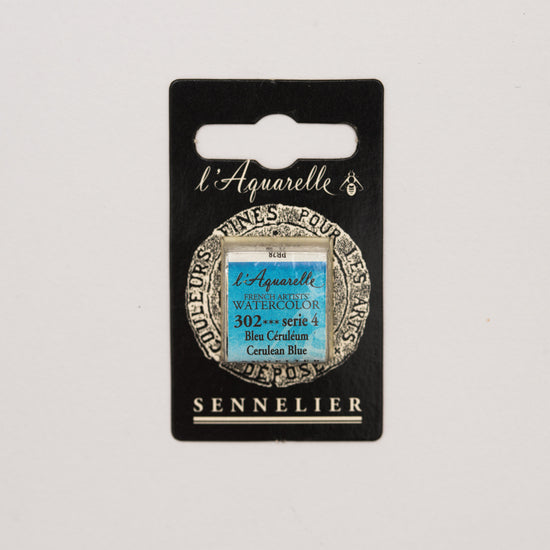 l'Aquarelle
COULEURS FINES POUR LES ARTS
DÉPOSÉ
PB28
l'Aquarelle
FRENCH ARTISTS'
WATERCOLOR
302*** serie 4
Bleu Céruléum
Cerulean Blue
SENNELIER